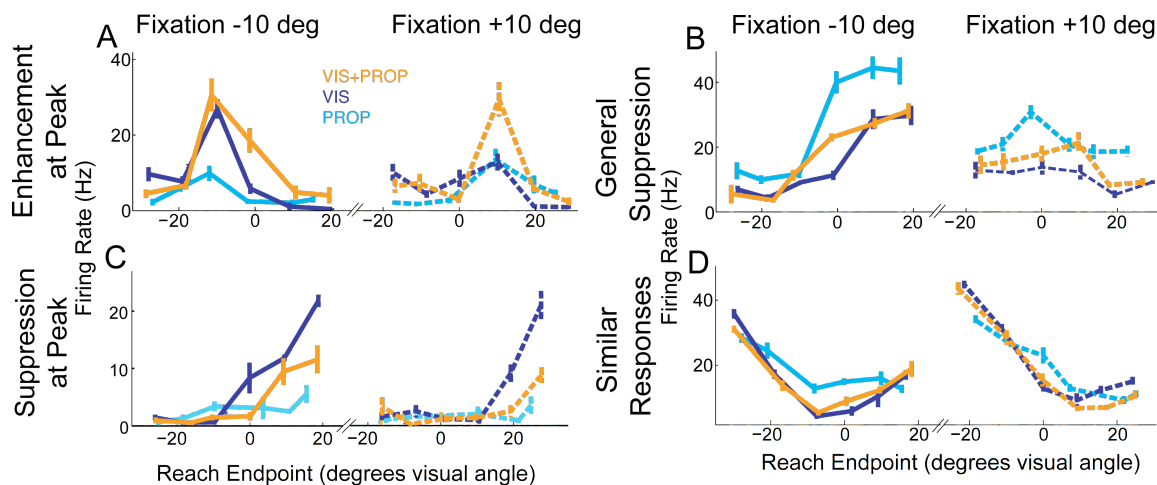 Fixation -10 deg Fixation +10 deg
Fixation -10 deg Fixation +10 deg
A
B
Enhancement
at Peak
General
Suppression
Suppression
at Peak
Similar
Responses
Firing Rate (Hz)
Firing Rate (Hz)
VIS+PROP
VIS
PROP
40
20
0
−20 0 20 // −20 0 20
40
20
0
−20 0 20 // −20 0 20
C
D
20
10
0
−20 0 20 // −20 0 20
40
20
−20 0 20 // −20 0 20
Reach Endpoint (degrees visual angle)
Reach Endpoint (degrees visual angle)